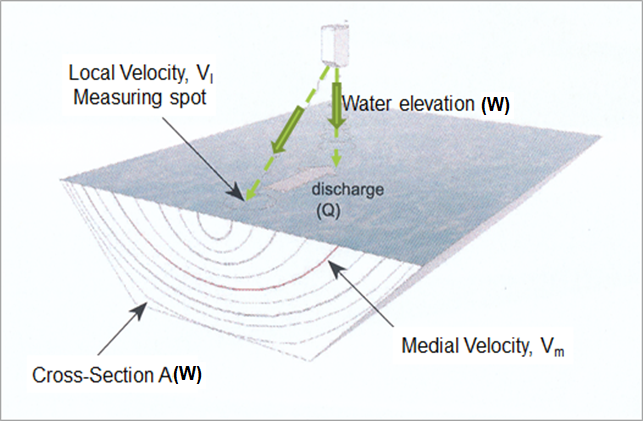 Local Velocity, Vl
Measuring spot
Water elevation (W)
discharge
(Q)
Medial Velocity, Vm
Cross-Section A(W)